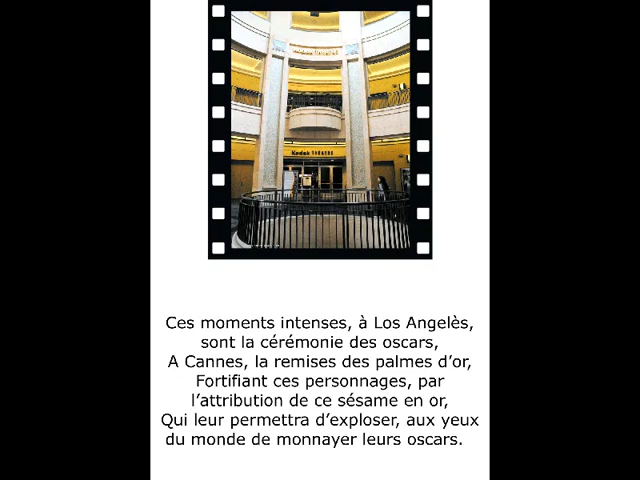 Kodak THEATRE
Ces moments intenses, à Los Angelès,
sont la cérémonie des oscars,
A Cannes, la remises des palmes d’or,
Fortifiant ces personnages, par
l’attribution de ce sésame en or,
Qui leur permettra d’exploser, aux yeux
du monde de monnayer leurs oscars.